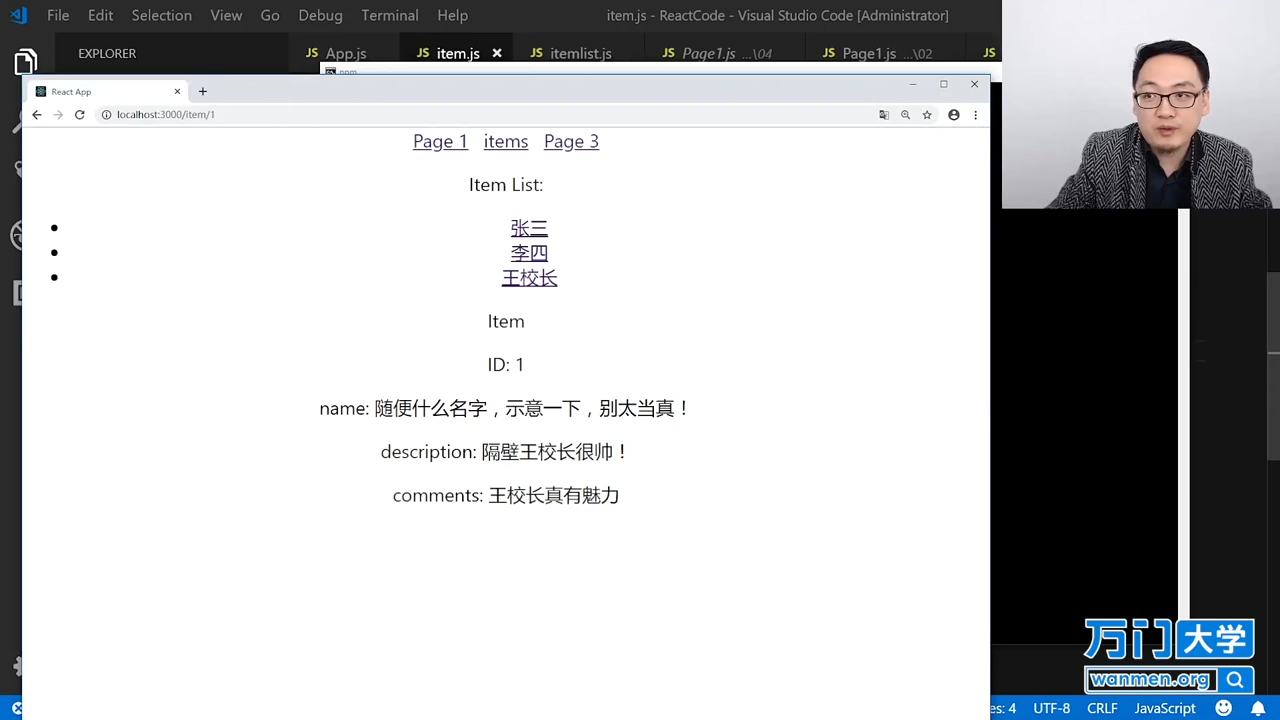 File Edit Selection View Go Debug Terminal Help
item.js - ReactCode - Visual Studio Code [Administrator]
EXPLORER
JS App.js
JS item.js
JS itemlist.js
JS Page1.js ...\04
JS Page1.js ...\02
JS
npm
React App
localhost:3000/item/1
Page 1 items Page 3
Item List:
张三
李四
王校长
Item
ID: 1
name: 随便什么名字，示意一下，别太当真！
description: 隔壁王校长很帅！
comments: 王校长真有魅力
万门大学
wanmen.org
es: 4 UTF-8 CRLF JavaScript